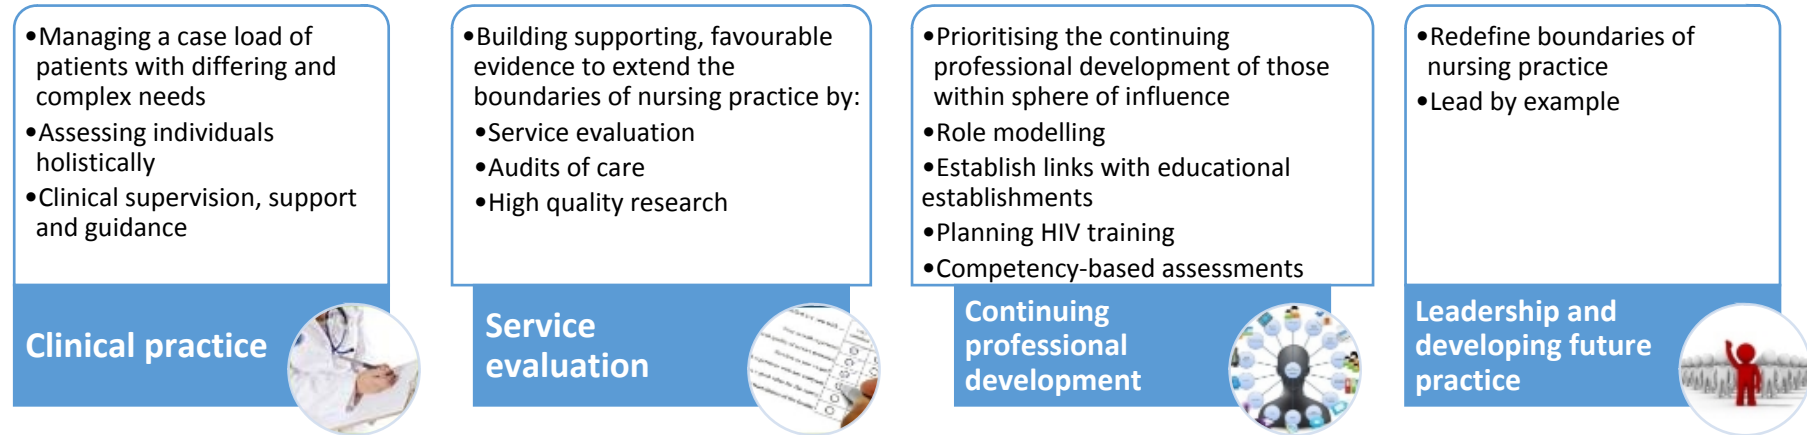 •Managing a case load of
patients with differing and
complex needs
•Assessing individuals
holistically
•Clinical supervision, support
and guidance
Clinical practice
•Building supporting, favourable
evidence to extend the
boundaries of nursing practice by:
•Service evaluation
•Audits of care
•High quality research
Service
evaluation
•Prioritising the continuing
professional development of those
within sphere of influence
•Role modelling
•Establish links with educational
establishments
•Planning HIV training
•Competency-based assessments
Continuing
professional
development
•Redefine boundaries of
nursing practice
•Lead by example
Leadership and
developing future
practice